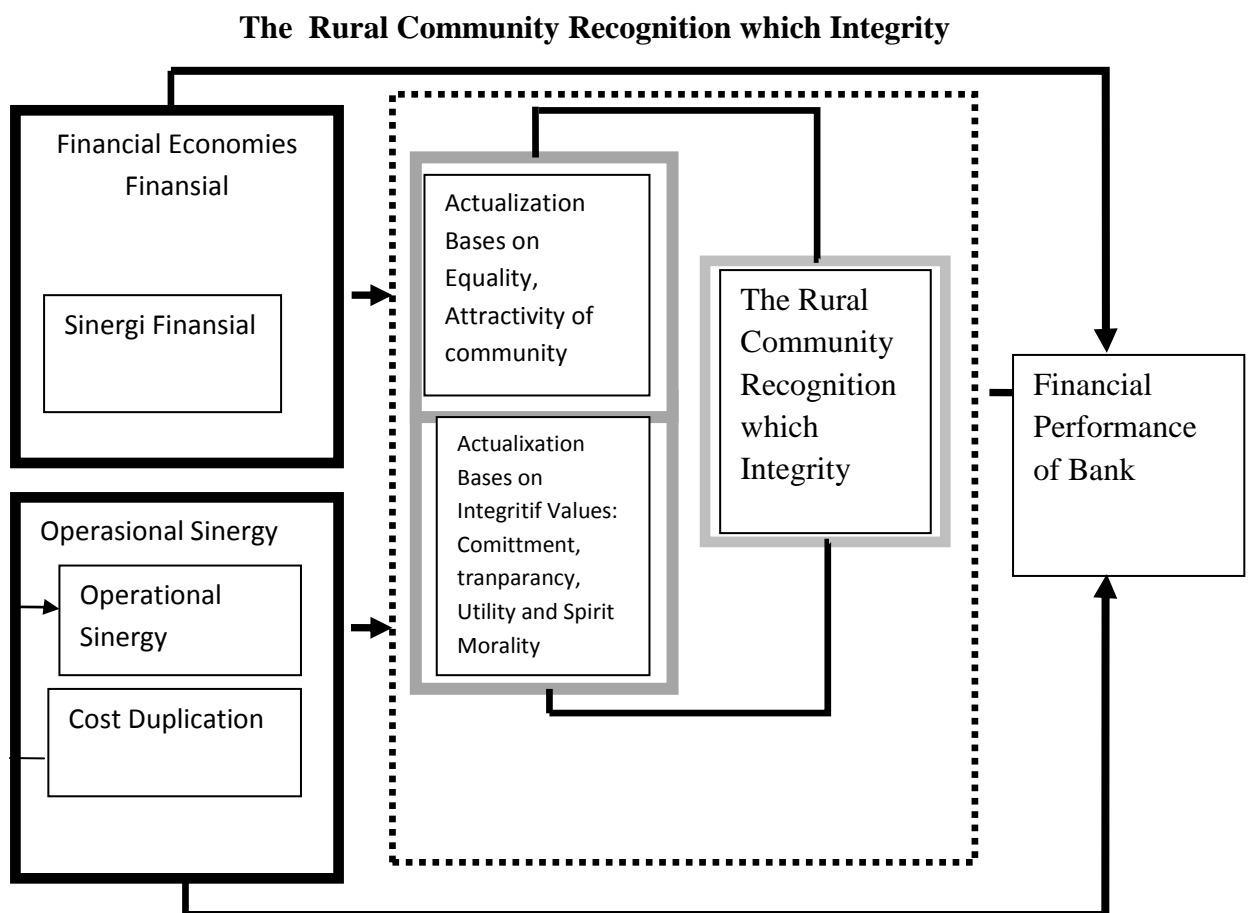 The Rural Community Recognition which Integrity
Financial Economies
Finansial
Sinergi Finansial
Operasional Sinergy
Operational
Sinergy
Cost Duplication
Actualization
Bases on
Equality,
Attractivity of
community
Actualixation
Bases on
Integritif Values:
Comittment,
tranparancy,
Utility and Spirit
Morality
The Rural
Community
Recognition
which
Integrity
Financial
Performance
of Bank